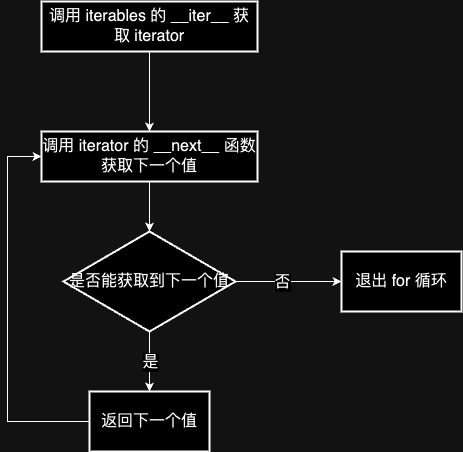 调用 iterables 的 __iter__ 获
取 iterator
调用 iterator 的 __next__ 函数
获取下一个值
是否能获取到下一个值
否
退出 for 循环
是
返回下一个值